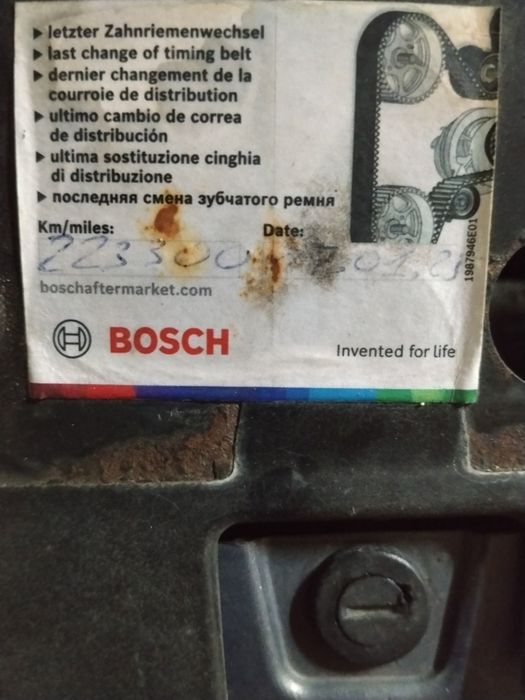 ▶ letzter Zahnriemenwechsel
▶ last change of timing belt
▶ dernier changement de la
courroie de distribution
▶ ultimo cambio de correa
de distribución
▶ ultima sostituzione cinghia
di distribuzione
▶ последняя смена зубчатого ремня
Km/miles: Date:
223300
boschaftermarket.com
1987946E01
BOSCH
Invented for life